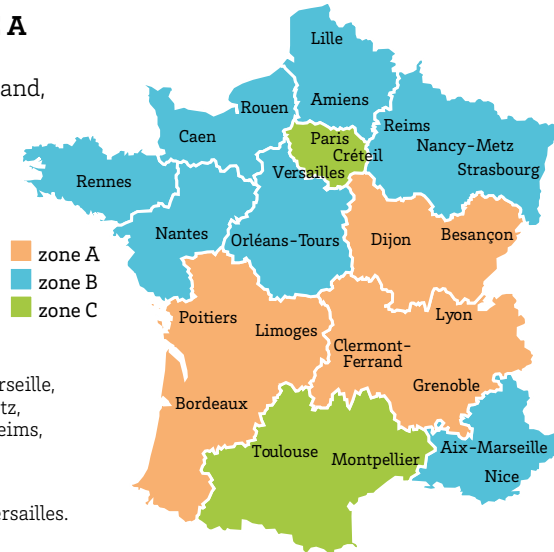 A
and,
Lille
Amiens
Rouen
Caen
Reims
Nancy-Metz
Strasbourg
Paris
Créteil
Versailles
Rennes
Nantes
Orléans-Tours
Dijon
Besançon
zone A
zone B
zone C
Poitiers
Limoges
Lyon
Clermont-
Ferrand
Grenoble
Bordeaux
rseille,
tz,
eims,
Toulouse
Montpellier
Aix-Marseille
Nice
ersailles.